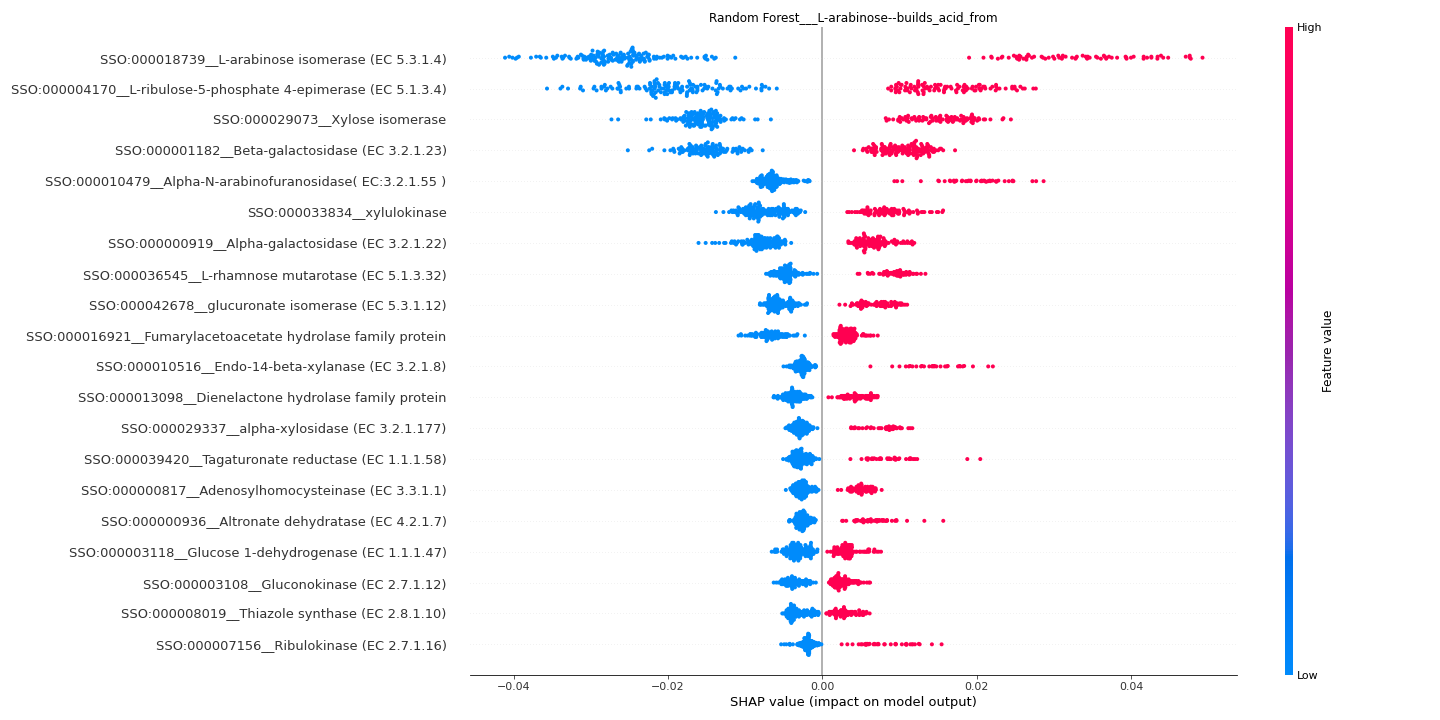 Random Forest___L-arabinose--builds_acid_from
High
SSO:000018739__L-arabinose isomerase (EC 5.3.1.4)
SSO:000004170__L-ribulose-5-phosphate 4-epimerase (EC 5.1.3.4)
SSO:000029073__Xylose isomerase
SSO:000001182__Beta-galactosidase (EC 3.2.1.23)
SSO:000010479__Alpha-N-arabinofuranosidase( EC:3.2.1.55 )
SSO:000033834__xylulokinase
SSO:000000919__Alpha-galactosidase (EC 3.2.1.22)
SSO:000036545__L-rhamnose mutarotase (EC 5.1.3.32)
SSO:000042678__glucuronate isomerase (EC 5.3.1.12)
SSO:000016921__Fumarylacetoacetate hydrolase family protein
SSO:000010516__Endo-14-beta-xylanase (EC 3.2.1.8)
SSO:000013098__Dienelactone hydrolase family protein
SSO:000029337__alpha-xylosidase (EC 3.2.1.177)
SSO:000039420__Tagaturonate reductase (EC 1.1.1.58)
SSO:000000817__Adenosylhomocysteinase (EC 3.3.1.1)
SSO:000000936__Altronate dehydratase (EC 4.2.1.7)
SSO:000003118__Glucose 1-dehydrogenase (EC 1.1.1.47)
SSO:000003108__Gluconokinase (EC 2.7.1.12)
SSO:000008019__Thiazole synthase (EC 2.8.1.10)
SSO:000007156__Ribulokinase (EC 2.7.1.16)
Feature value
Low
−0.04 −0.02 0.00 0.02 0.04
SHAP value (impact on model output)